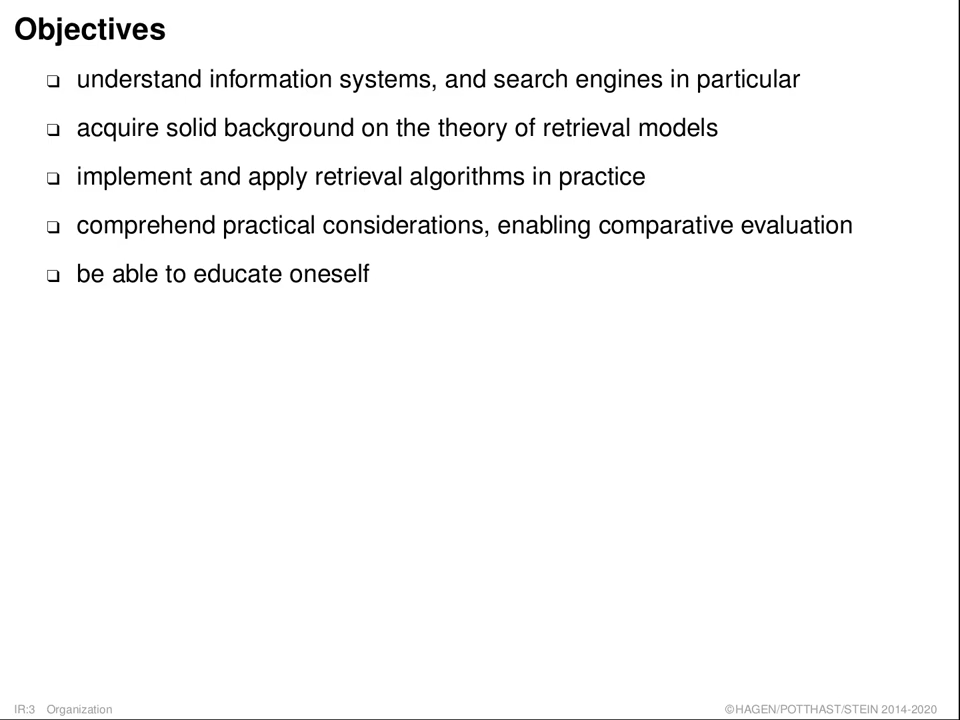 Objectives
❏ understand information systems, and search engines in particular
❏ acquire solid background on the theory of retrieval models
❏ implement and apply retrieval algorithms in practice
❏ comprehend practical considerations, enabling comparative evaluation
❏ be able to educate oneself
IR:3 Organization ©HAGEN/POTTHAST/STEIN 2014-2020